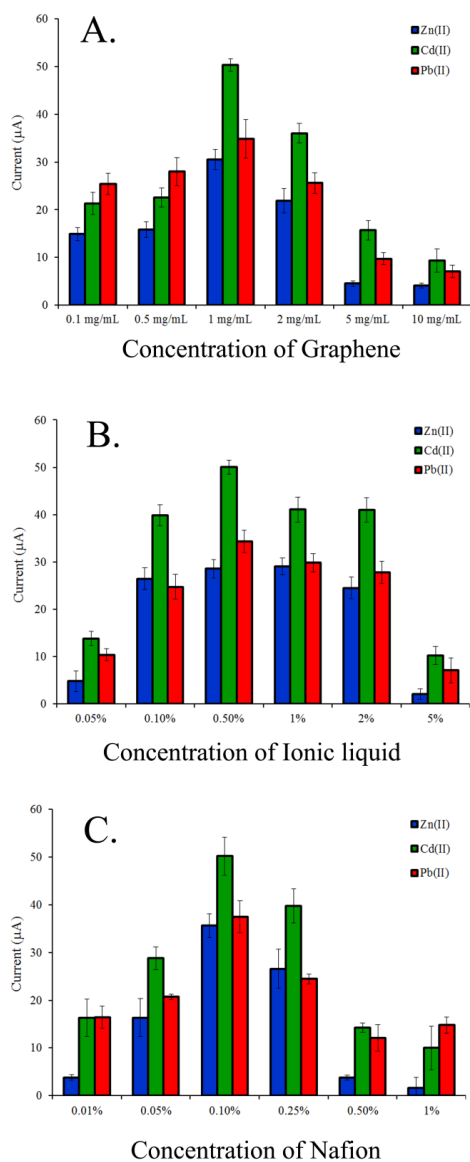 A.
Zn(II)
Cd(II)
Pb(II)
Current (µA)
60
50
40
30
20
10
0
0.1 mg/mL 0.5 mg/mL 1 mg/mL 2 mg/mL 5 mg/mL 10 mg/mL
Concentration of Graphene
B.
Zn(II)
Cd(II)
Pb(II)
Current (µA)
60
50
40
30
20
10
0
0.05% 0.10% 0.50% 1% 2% 5%
Concentration of Ionic liquid
C.
Zn(II)
Cd(II)
Pb(II)
Current (µA)
60
50
40
30
20
10
0
0.01% 0.05% 0.10% 0.25% 0.50% 1%
Concentration of Nafion